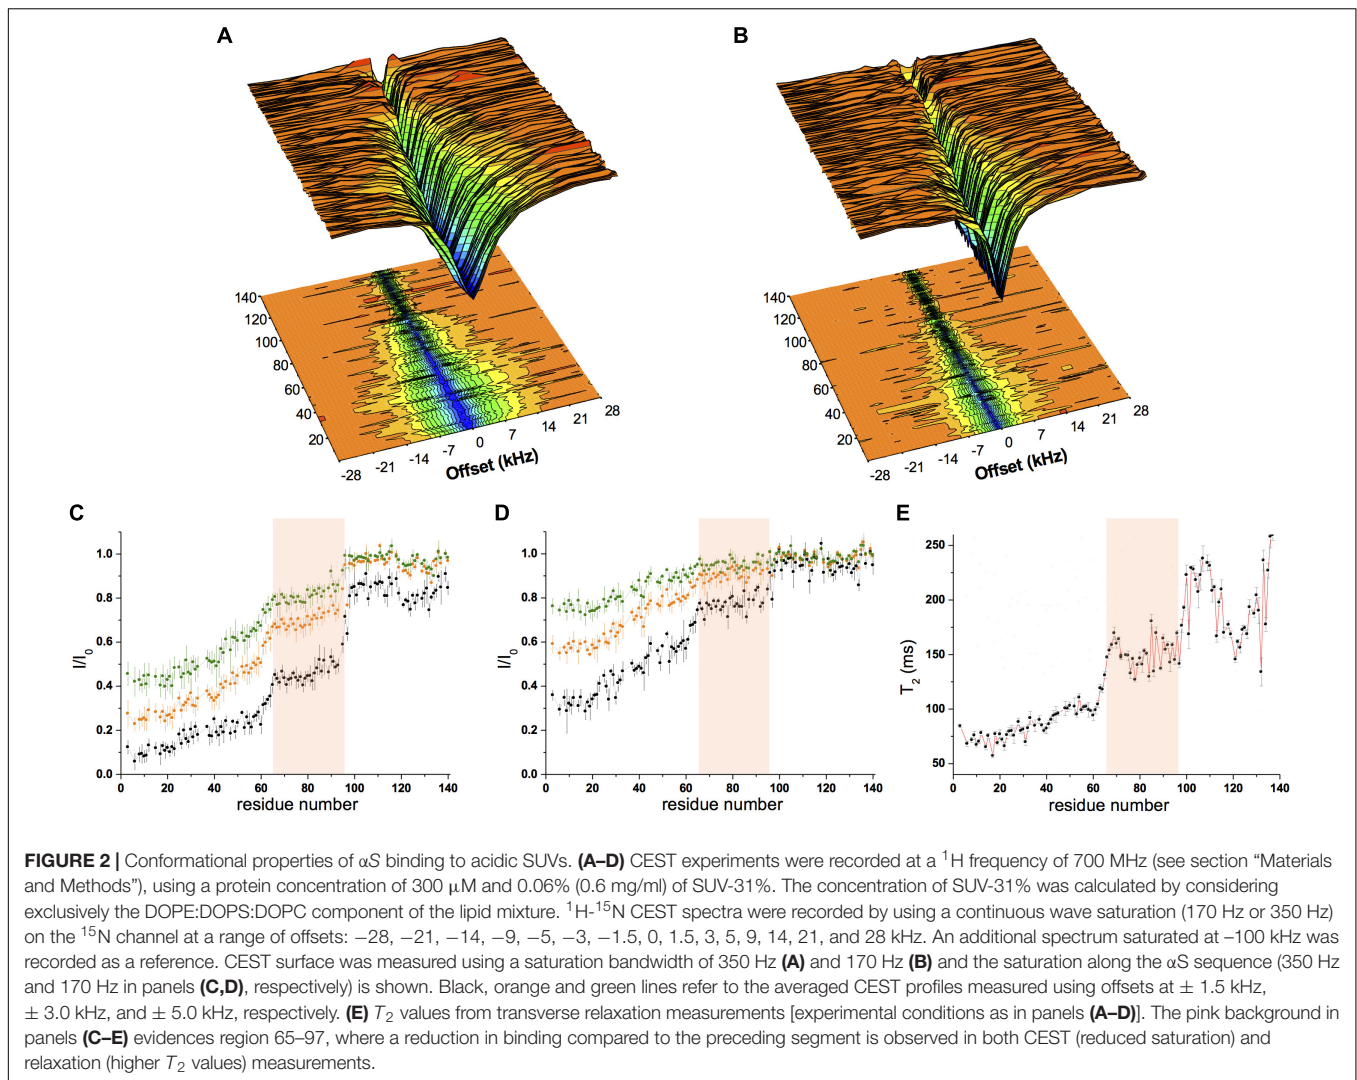 A
B
140
120
100
80
60
40
20
-28
-21
-14
-7
0
7
14
21
28
Offset (kHz)
140
120
100
80
60
40
20
-28
-21
-14
-7
0
7
14
21
28
Offset (kHz)
C
D
E
1.0
0.8
0.6
0.4
0.2
0.0
I/I0
0 20 40 60 80 100 120 140
residue number
1.0
0.8
0.6
0.4
0.2
0.0
I/I0
0 20 40 60 80 100 120 140
residue number
250
200
150
100
50
T2 (ms)
0 20 40 60 80 100 120 140
residue number
FIGURE 2 | Conformational properties of αS binding to acidic SUVs. (A–D) CEST experiments were recorded at a 1H frequency of 700 MHz (see section “Materials
and Methods”), using a protein concentration of 300 μM and 0.06% (0.6 mg/ml) of SUV-31%. The concentration of SUV-31% was calculated by considering
exclusively the DOPE:DOPS:DOPC component of the lipid mixture. 1H-15N CEST spectra were recorded by using a continuous wave saturation (170 Hz or 350 Hz)
on the 15N channel at a range of offsets: −28, −21, −14, −9, −5, −3, −1.5, 0, 1.5, 3, 5, 9, 14, 21, and 28 kHz. An additional spectrum saturated at –100 kHz was
recorded as a reference. CEST surface was measured using a saturation bandwidth of 350 Hz (A) and 170 Hz (B) and the saturation along the αS sequence (350 Hz
and 170 Hz in panels (C,D), respectively) is shown. Black, orange and green lines refer to the averaged CEST profiles measured using offsets at ± 1.5 kHz,
± 3.0 kHz, and ± 5.0 kHz, respectively. (E) T2 values from transverse relaxation measurements [experimental conditions as in panels (A–D)]. The pink background in
panels (C–E) evidences region 65–97, where a reduction in binding compared to the preceding segment is observed in both CEST (reduced saturation) and
relaxation (higher T2 values) measurements.